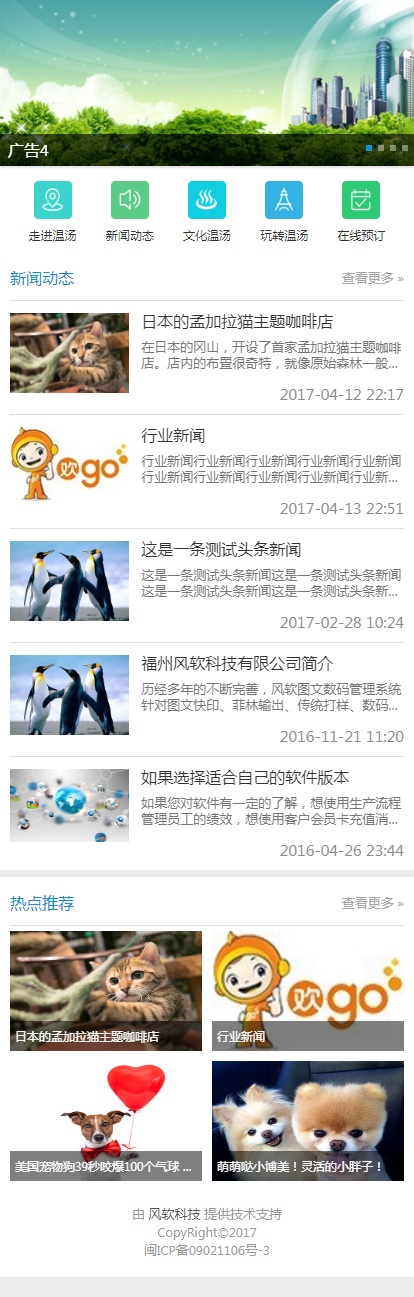 广告4
走进温汤 新闻动态 文化温汤 玩转温汤 在线预订
新闻动态 查看更多 »
日本的孟加拉猫主题咖啡店
在日本的冈山，开设了首家孟加拉猫主题咖啡
店。店内的布置很奇特，就像原始森林一般...
2017-04-12 22:17
欢go
行业新闻
行业新闻行业新闻行业新闻行业新闻行业新闻
行业新闻行业新闻行业新闻行业新闻行业新...
2017-04-13 22:51
这是一条测试头条新闻
这是一条测试头条新闻这是一条测试头条新闻
这是一条测试头条新闻这是一条测试头条新...
2017-02-28 10:24
福州风软科技有限公司简介
历经多年的不断完善，风软图文数码管理系统
针对图文快印、菲林输出、传统打样、数码...
2016-11-21 11:20
如果选择适合自己的软件版本
如果您对软件有一定的了解，想使用生产流程
管理员工的绩效，想使用客户会员卡充值消...
2016-04-26 23:44
热点推荐 查看更多 »
日本的孟加拉猫主题咖啡店
欢go
行业新闻
美国宠物狗39秒咬爆100个气球 ...
萌萌哒小博美！灵活的小胖子！
由 风软科技 提供技术支持
CopyRight©2017
闽ICP备09021106号-3